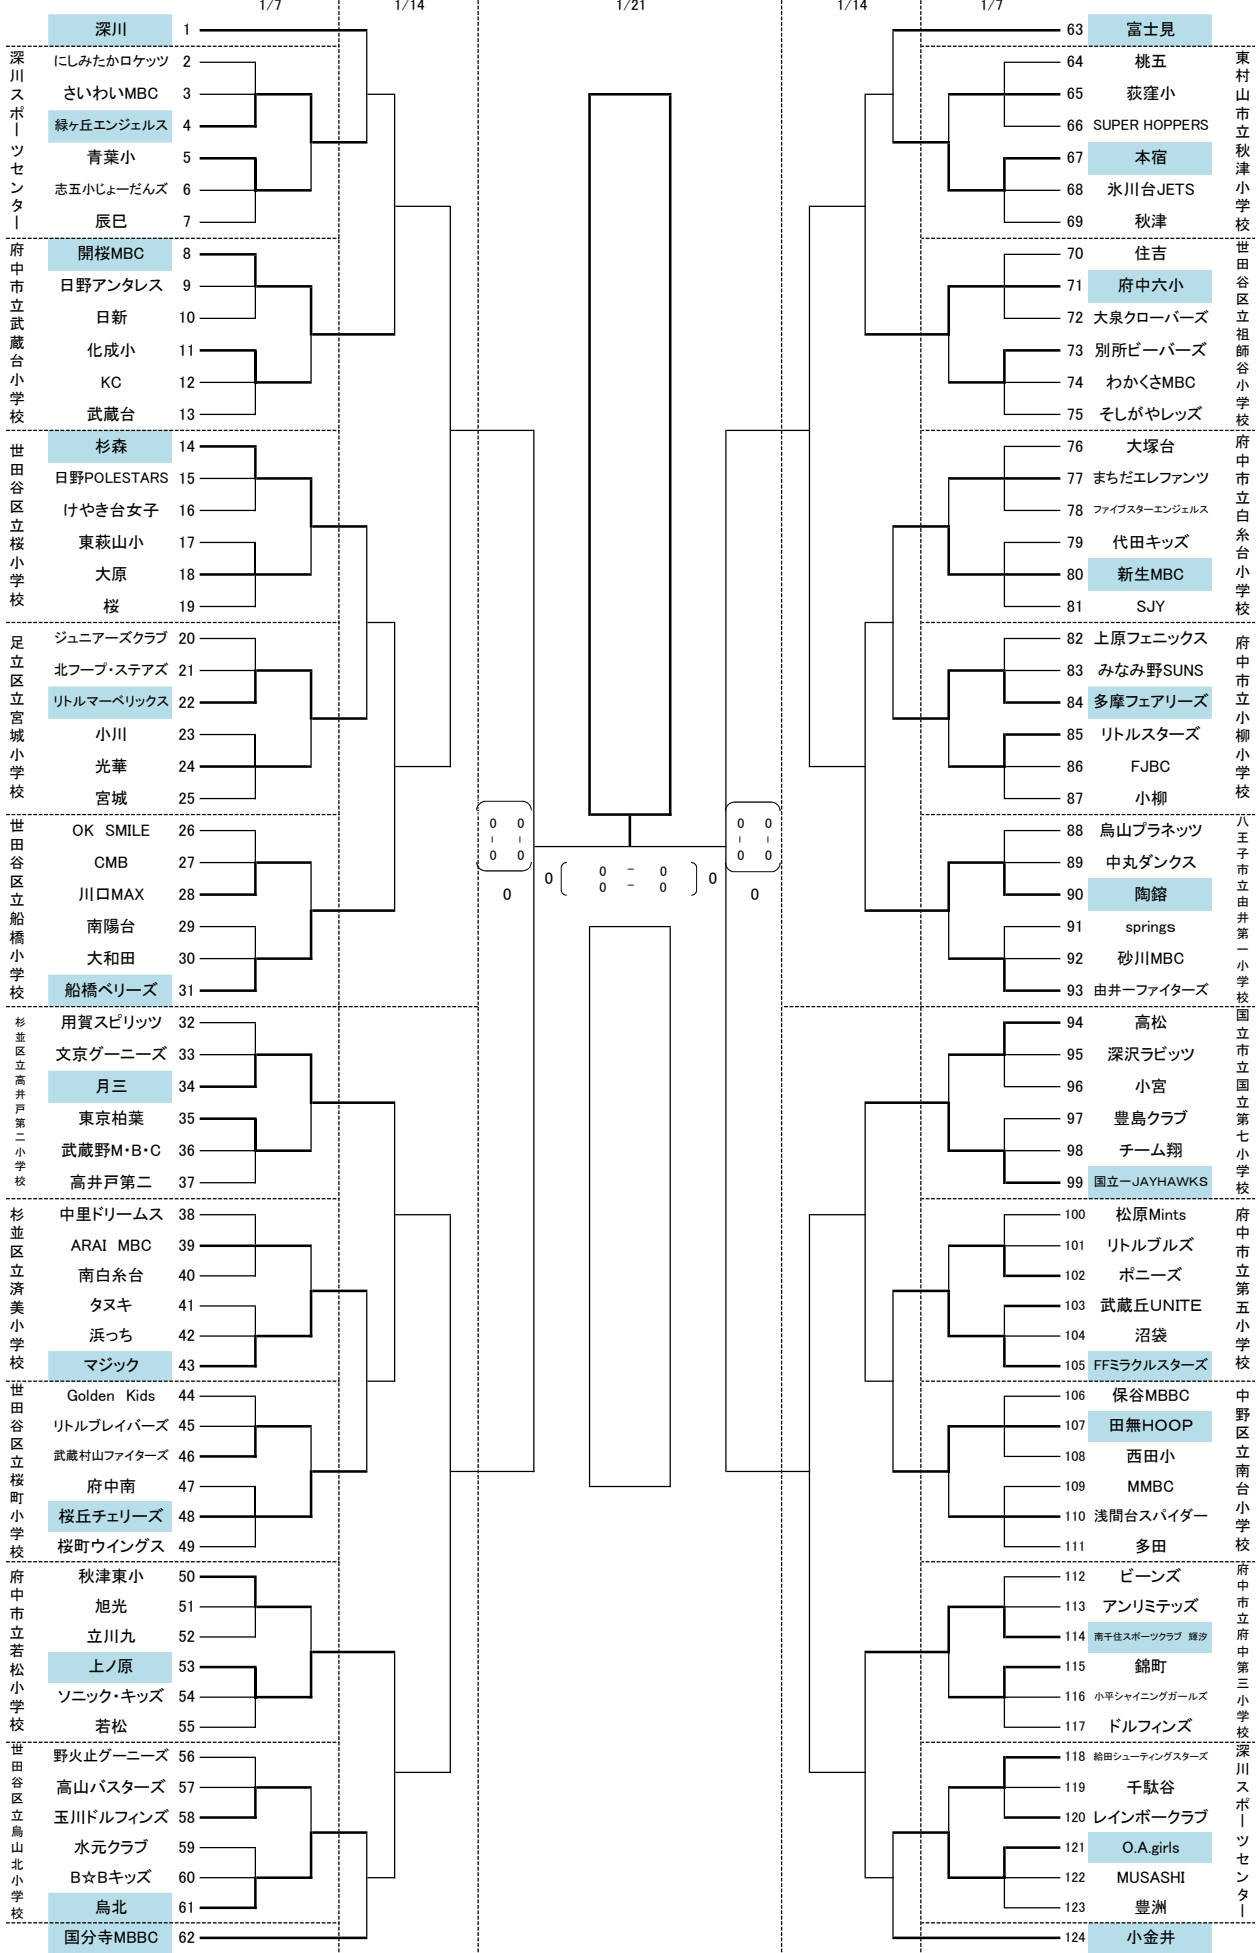 1/7 1/14 1/21 1/14 1/7
深川 1
深川スポーツセンター
にしみたかロケッツ 2
さいわいMBC 3
緑ヶ丘エンジェルス 4
青葉小 5
志五小じょーだんズ 6
辰巳 7
府中市立武蔵台小学校
開桜MBC 8
日野アンタレス 9
日新 10
化成小 11
KC 12
武蔵台 13
世田谷区立桜小学校
杉森 14
日野POLESTARS 15
けやき台女子 16
東萩山小 17
大原 18
桜 19
足立区立宮城小学校
ジュニアーズクラブ 20
北フープ・ステアズ 21
リトルマーベリックス 22
小川 23
光華 24
宮城 25
世田谷区立船橋小学校
OK SMILE 26
CMB 27
川口MAX 28
南陽台 29
大和田 30
船橋ベリーズ 31
杉並区立高井戸第二小学校
用賀スピリッツ 32
文京グーニーズ 33
月三 34
東京柏葉 35
武蔵野M・B・C 36
高井戸第二 37
杉並区立済美小学校
中里ドリームス 38
ARAI MBC 39
南白糸台 40
タヌキ 41
浜っち 42
マジック 43
世田谷区立桜町小学校
Golden Kids 44
リトルブレイバーズ 45
武蔵村山ファイターズ 46
府中南 47
桜丘チェリーズ 48
桜町ウイングス 49
府中市立若松小学校
秋津東小 50
旭光 51
立川九 52
上ノ原 53
ソニック・キッズ 54
若松 55
世田谷区立烏山北小学校
野火止グーニーズ 56
高山バスターズ 57
玉川ドルフィンズ 58
水元クラブ 59
B☆Bキッズ 60
烏北 61
国分寺MBBC 62
0 0
- -
0 0
0
0 0 - 0 0
0 - 0
0 0
- -
0 0
0
63 富士見
東村山市立秋津小学校
64 桃五
65 荻窪小
66 SUPER HOPPERS
67 本宿
68 氷川台JETS
69 秋津
世田谷区立祖師谷小学校
70 住吉
71 府中六小
72 大泉クローバーズ
73 別所ビーバーズ
74 わかくさMBC
75 そしがやレッズ
府中市立白糸台小学校
76 大塚台
77 まちだエレファンツ
78 ファイブスターエンジェルス
79 代田キッズ
80 新生MBC
81 SJY
府中市立小柳小学校
82 上原フェニックス
83 みなみ野SUNS
84 多摩フェアリーズ
85 リトルスターズ
86 FJBC
87 小柳
八王子市立由井第一小学校
88 烏山プラネッツ
89 中丸ダンクス
90 陶鎔
91 springs
92 砂川MBC
93 由井一ファイターズ
国立市立国立第七小学校
94 高松
95 深沢ラビッツ
96 小宮
97 豊島クラブ
98 チーム翔
99 国立一JAYHAWKS
府中市立第五小学校
100 松原Mints
101 リトルブルズ
102 ポニーズ
103 武蔵丘UNITE
104 沼袋
105 FFミラクルスターズ
中野区立南台小学校
106 保谷MBBC
107 田無HOOP
108 西田小
109 MMBC
110 浅間台スパイダー
111 多田
府中市立府中第三小学校
112 ビーンズ
113 アンリミテッズ
114 南千住スポーツクラブ 輝汐
115 錦町
116 小平シャイニングガールズ
117 ドルフィンズ
深川スポーツセンター
118 給田シューティングスターズ
119 千駄谷
120 レインボークラブ
121 O.A.girls
122 MUSASHI
123 豊洲
124 小金井